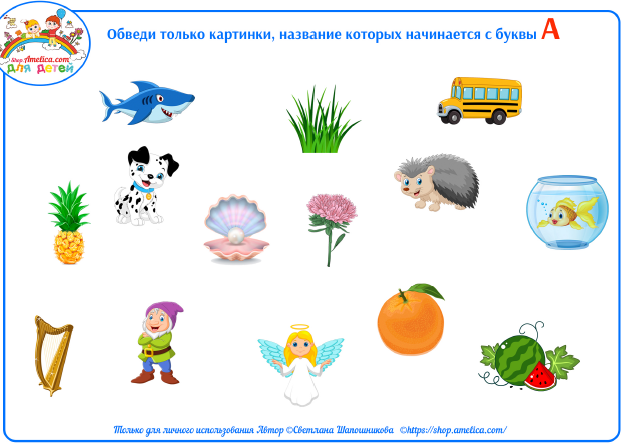 Обведи только картинки, название которых начинается с буквы А
Shop.Amelica.com
для детей
Только для личного использования Автор ©Светлана Шапошникова ©https://shop.amelica.com/